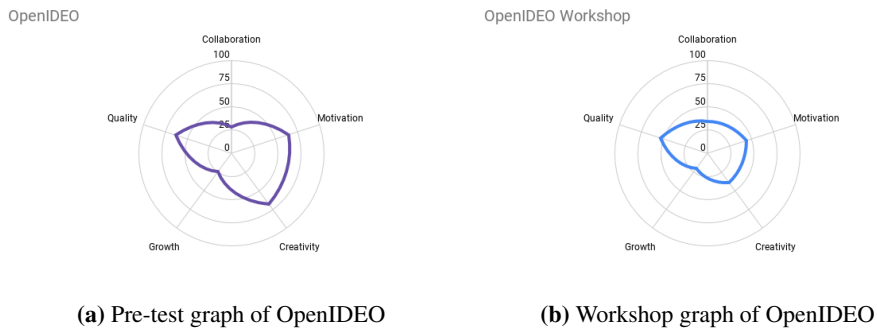 OpenIDEO
OpenIDEO Workshop
Collaboration
100
75
50
25
0
Motivation
Quality
Growth
Creativity
Collaboration
100
75
50
25
0
Motivation
Quality
Growth
Creativity
(a) Pre-test graph of OpenIDEO
(b) Workshop graph of OpenIDEO